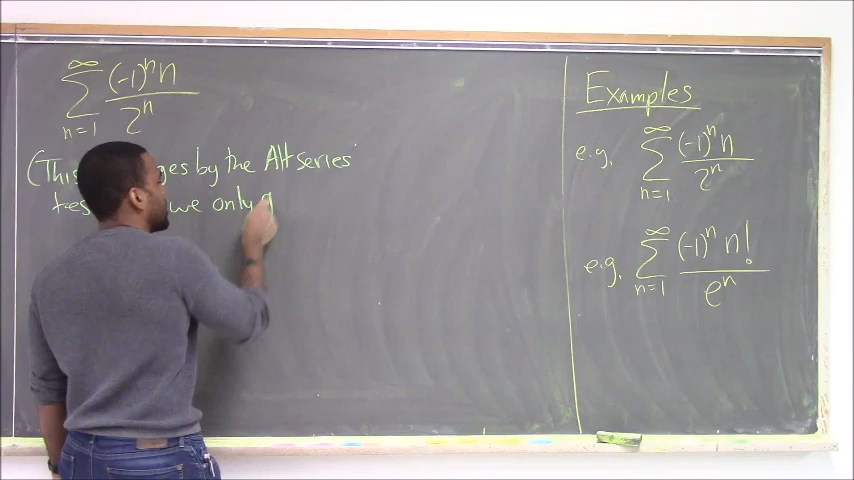 ∞
∑ (-1)^n n
n=1 2^n
(This ges by the Alt series
tes we only g
Examples
e.g. ∑_{n=1}^{∞} (-1)^n n / 2^n
e.g. ∑_{n=1}^{∞} (-1)^n n! / e^n